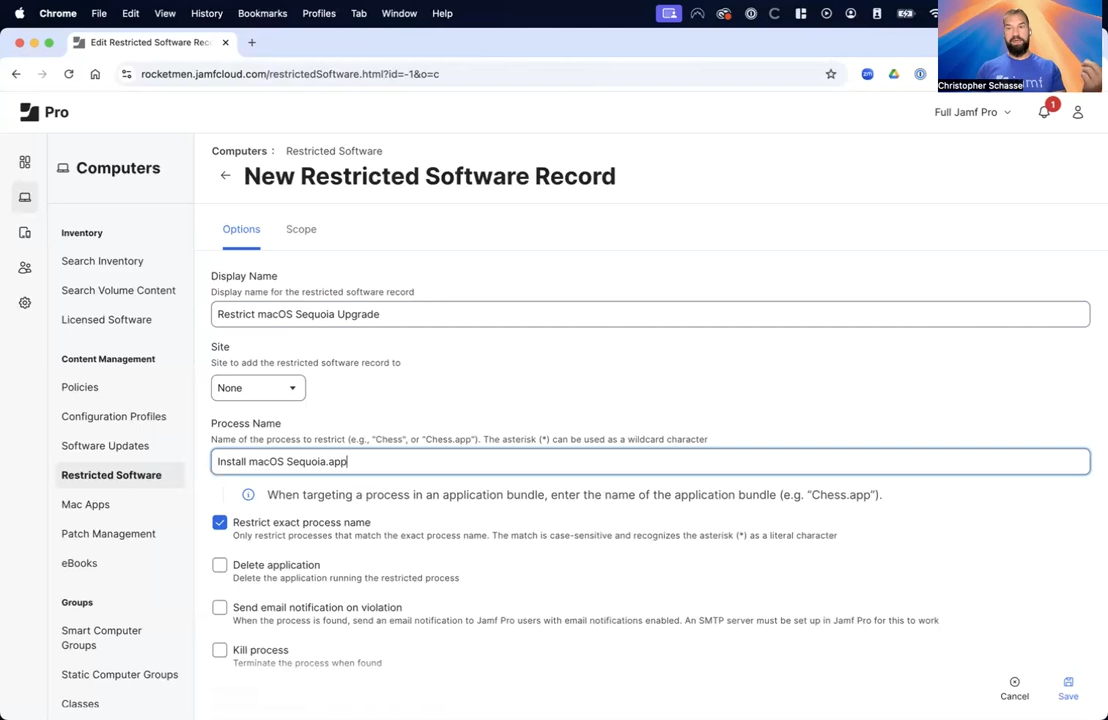 Chrome File Edit View History Bookmarks Profiles Tab Window Help
Edit Restricted Software Rec
rocketmen.jamfcloud.com/restrictedSoftware.html?id=-1&o=c
zm
Christopher Schasse
jamf
Pro
Full Jamf Pro
1
Computers
Computers : Restricted Software
New Restricted Software Record
Options Scope
Inventory
Search Inventory
Search Volume Content
Licensed Software
Content Management
Policies
Configuration Profiles
Software Updates
Restricted Software
Mac Apps
Patch Management
eBooks
Groups
Smart Computer
Groups
Static Computer Groups
Classes
Display Name
Display name for the restricted software record
Restrict macOS Sequoia Upgrade
Site
Site to add the restricted software record to
None
Process Name
Name of the process to restrict (e.g., "Chess", or "Chess.app"). The asterisk (*) can be used as a wildcard character
Install macOS Sequoia.app
When targeting a process in an application bundle, enter the name of the application bundle (e.g. "Chess.app").
Restrict exact process name
Only restrict processes that match the exact process name. The match is case-sensitive and recognizes the asterisk (*) as a literal character
Delete application
Delete the application running the restricted process
Send email notification on violation
When the process is found, send an email notification to Jamf Pro users with email notifications enabled. An SMTP server must be set up in Jamf Pro for this to work
Kill process
Terminate the process when found
Cancel
Save